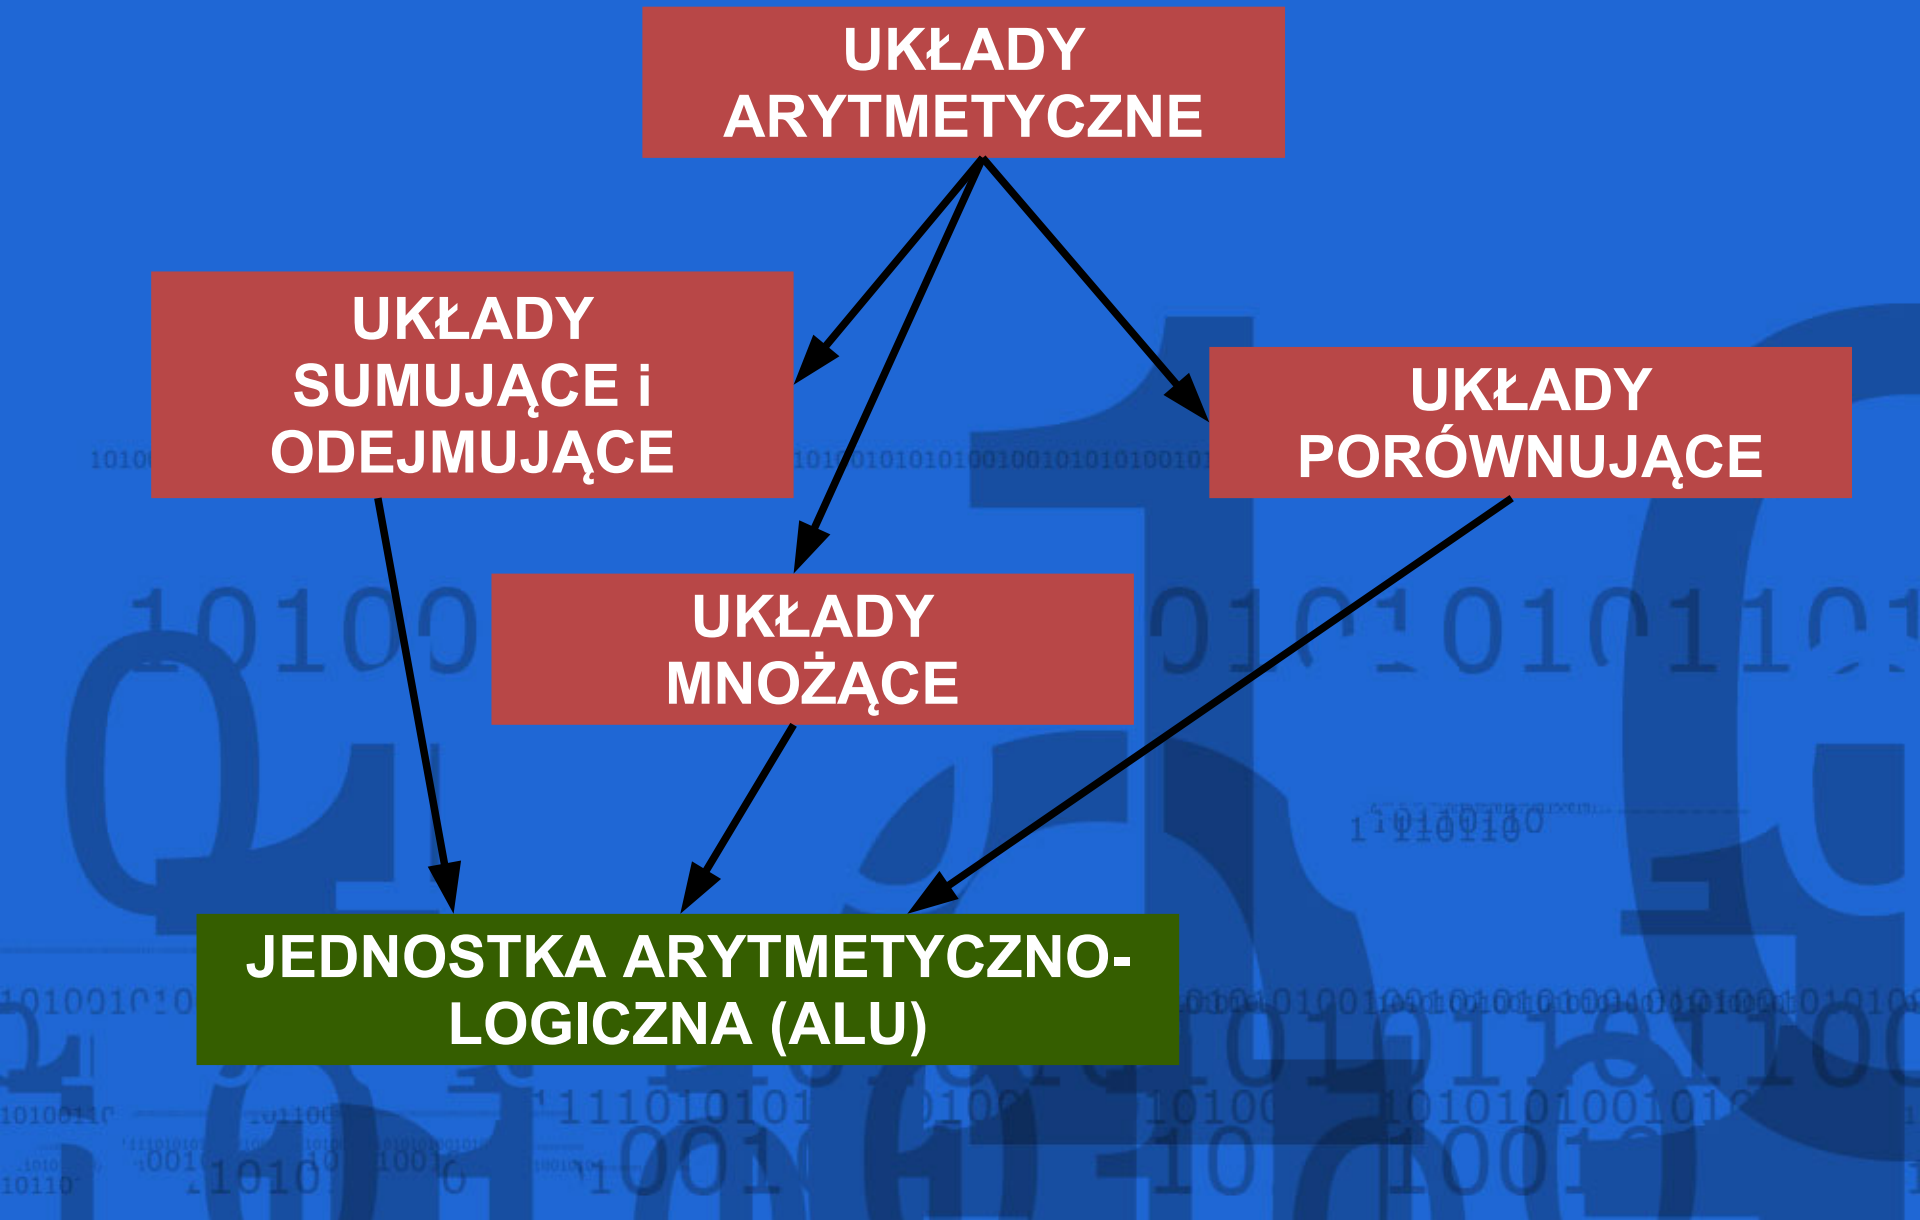 UKŁADY
ARYTMETYCZNE
UKŁADY
SUMUJĄCE i
ODEJMUJĄCE
UKŁADY
PORÓWNUJĄCE
UKŁADY
MNOŻĄCE
JEDNOSTKA ARYTMETYCZNO-
LOGICZNA (ALU)